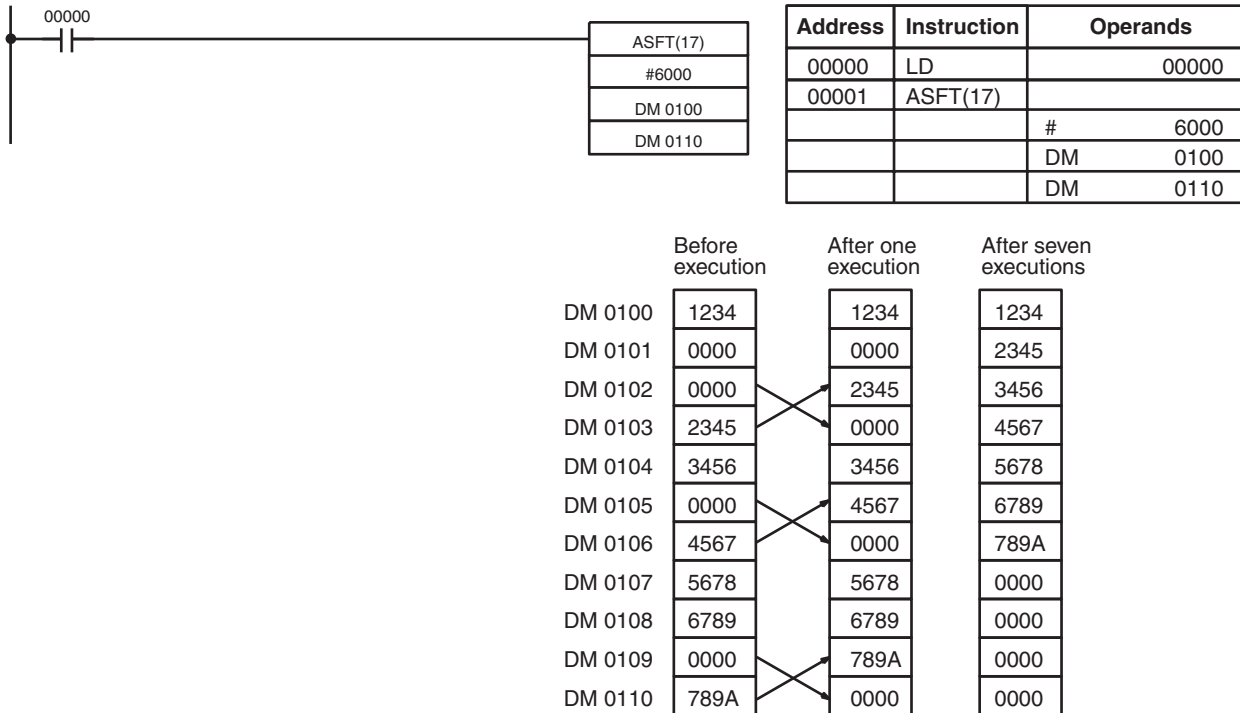 00000
ASFT(17)
#6000
DM 0100
DM 0110
Address Instruction Operands
00000 LD 00000
00001 ASFT(17)
# 6000
DM 0100
DM 0110
Before execution After one execution After seven executions
DM 0100 1234 1234 1234
DM 0101 0000 0000 2345
DM 0102 0000 2345 3456
DM 0103 2345 0000 4567
DM 0104 3456 3456 5678
DM 0105 0000 4567 6789
DM 0106 4567 0000 789A
DM 0107 5678 5678 0000
DM 0108 6789 6789 0000
DM 0109 0000 789A 0000
DM 0110 789A 0000 0000